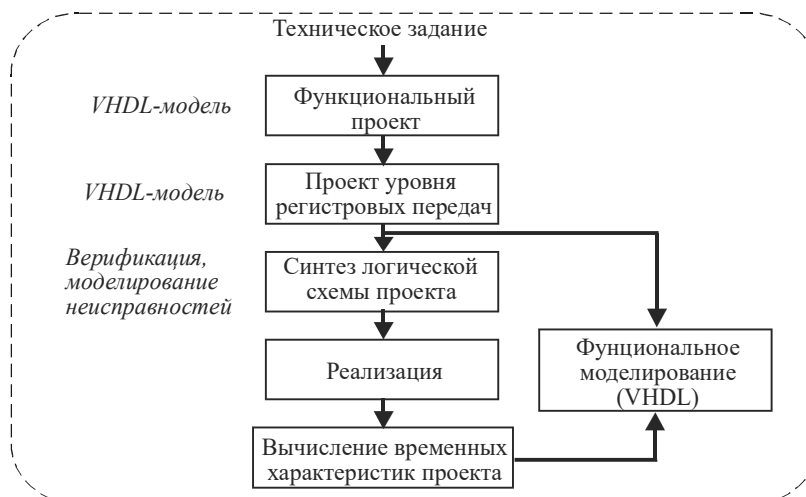 Техническое задание
VHDL-модель
Функциональный
проект
VHDL-модель
Проект уровня
регистровых передач
Верификация,
моделирование
неисправностей
Синтез логической
схемы проекта
Реализация
Фунциональное
моделирование
(VHDL)
Вычисление временных
характеристик проекта